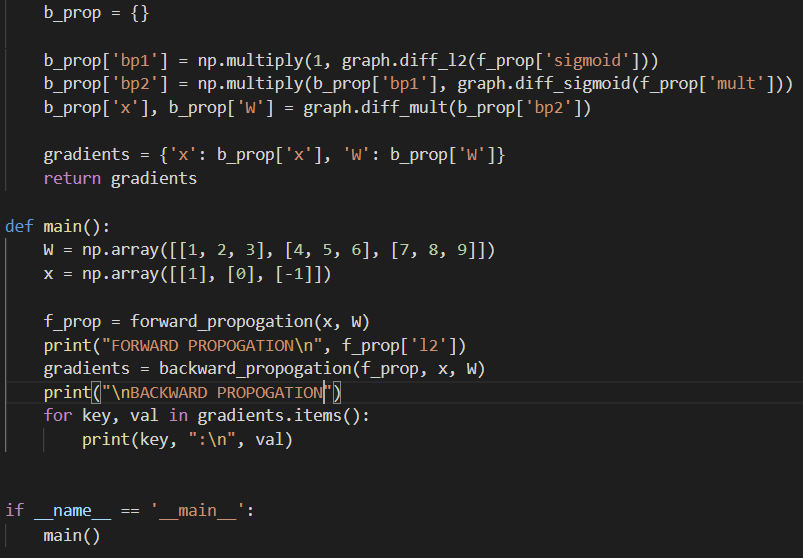 b_prop = {}
b_prop['bp1'] = np.multiply(1, graph.diff_l2(f_prop['sigmoid']))
b_prop['bp2'] = np.multiply(b_prop['bp1'], graph.diff_sigmoid(f_prop['mult']))
b_prop['x'], b_prop['W'] = graph.diff_mult(b_prop['bp2'])
gradients = {'x': b_prop['x'], 'W': b_prop['W']}
return gradients
def main():
W = np.array([[1, 2, 3], [4, 5, 6], [7, 8, 9]])
x = np.array([[1], [0], [-1]])
f_prop = forward_propogation(x, W)
print("FORWARD PROPOGATION\n", f_prop['l2'])
gradients = backward_propogation(f_prop, x, W)
print("\nBACKWARD PROPOGATION")
for key, val in gradients.items():
print(key, ":\n", val)
if __name__ == '__main__':
main()